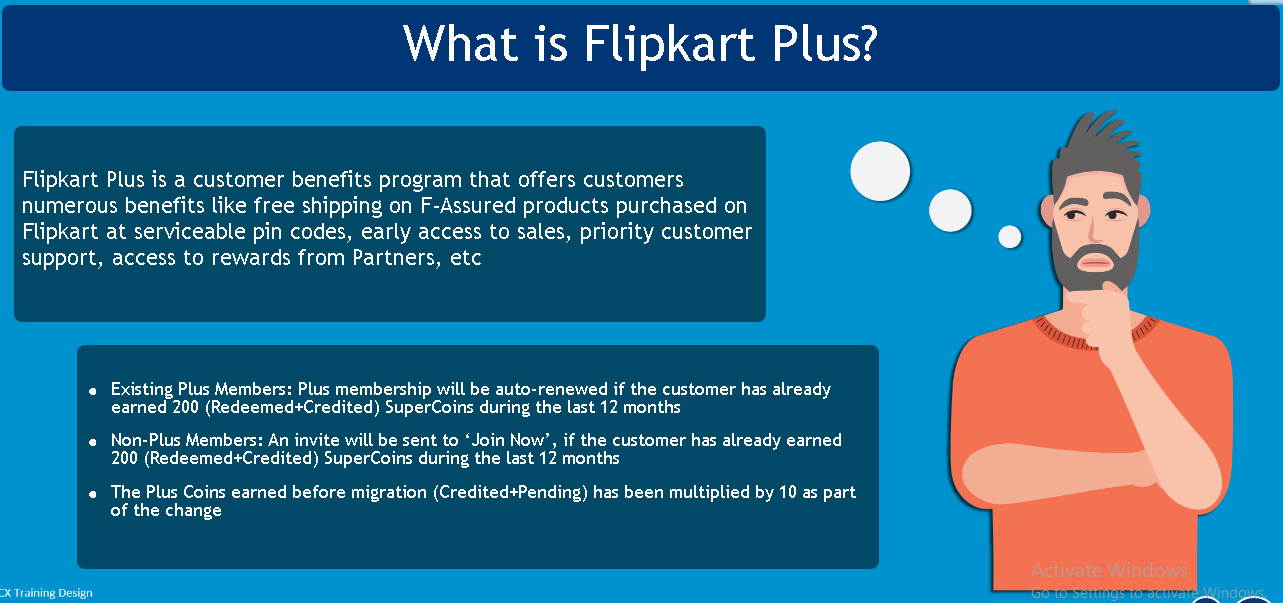 What is Flipkart Plus?
Flipkart Plus is a customer benefits program that offers customers
numerous benefits like free shipping on F-Assured products purchased on
Flipkart at serviceable pin codes, early access to sales, priority customer
support, access to rewards from Partners, etc
• Existing Plus Members: Plus membership will be auto-renewed if the customer has already
earned 200 (Redeemed+Credited) SuperCoins during the last 12 months
• Non-Plus Members: An invite will be sent to ‘Join Now’, if the customer has already earned
200 (Redeemed+Credited) SuperCoins during the last 12 months
• The Plus Coins earned before migration (Credited+Pending) has been multiplied by 10 as part
of the change
Activate Windows
Go to Settings to activate Windows.
CX Training Design